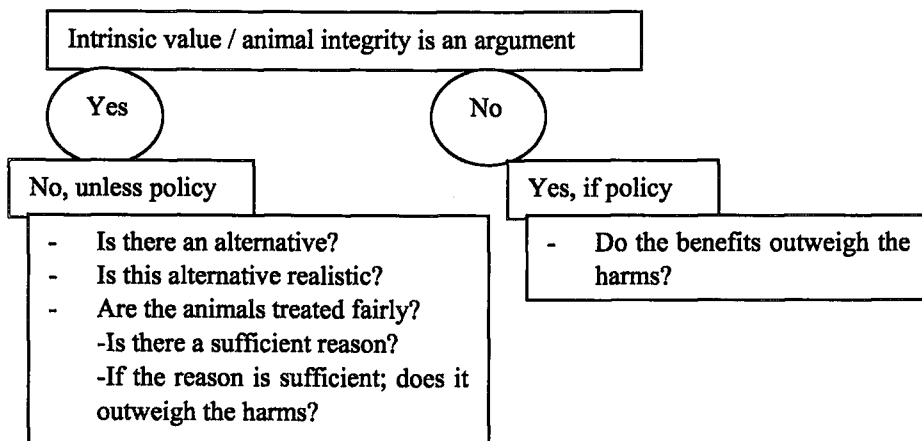 Intrinsic value / animal integrity is an argument
Yes
No
No, unless policy
Yes, if policy
- Is there an alternative?
- Is this alternative realistic?
- Are the animals treated fairly?
-Is there a sufficient reason?
-If the reason is sufficient; does it
outweigh the harms?
- Do the benefits outweigh the
harms?